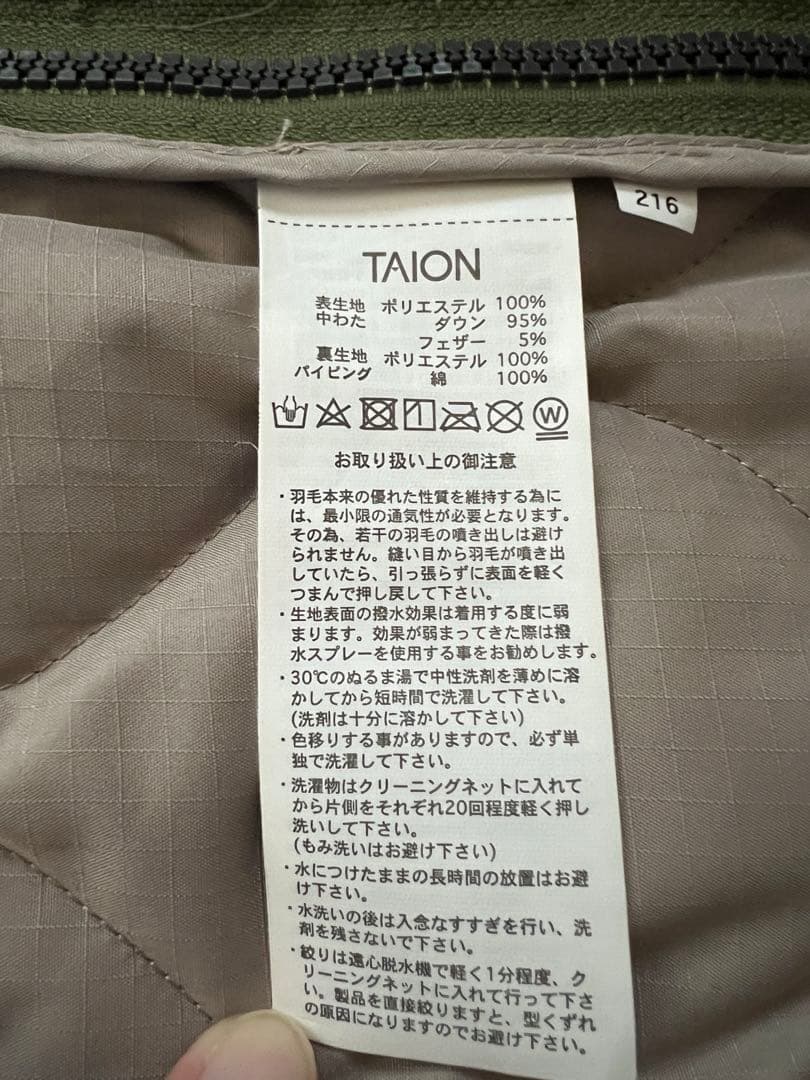 216
TAION
表生地 ポリエステル 100%
中わた ダウン 95%
フェザー 5%
裏生地 ポリエステル 100%
パイピング 綿 100%
W
お取り扱い上の御注意
・羽毛本来の優れた性質を維持する為に
は、最小限の通気性が必要となります。
その為、若干の羽毛の噴き出しは避け
られません。縫い目から羽毛が噴き出
していたら、引っ張らずに表面を軽く
つまんで押し戻して下さい。
・生地表面の撥水効果は着用する度に弱
まります。効果が弱まってきた際は撥
水スプレーを使用する事をお勧めします。
・30℃のぬるま湯で中性洗剤を薄めに溶
かしてから短時間で洗濯して下さい。
(洗剤は十分に溶かして下さい)
・色移りする事がありますので、必ず単
独で洗濯して下さい。
・洗濯物はクリーニングネットに入れて
から片側をそれぞれ20回程度軽く押し
洗いして下さい。
(もみ洗いはお避け下さい)
・水につけたままの長時間の放置はお避
け下さい。
・水洗いの後は入念なすすぎを行い、洗
剤を残さないで下さい。
・絞りは遠心脱水機で軽く1分程度、ク
リーニングネットに入れて行って下さ
い。製品を直接絞りますと、型くずれ
の原因になりますのでお避け下さい。